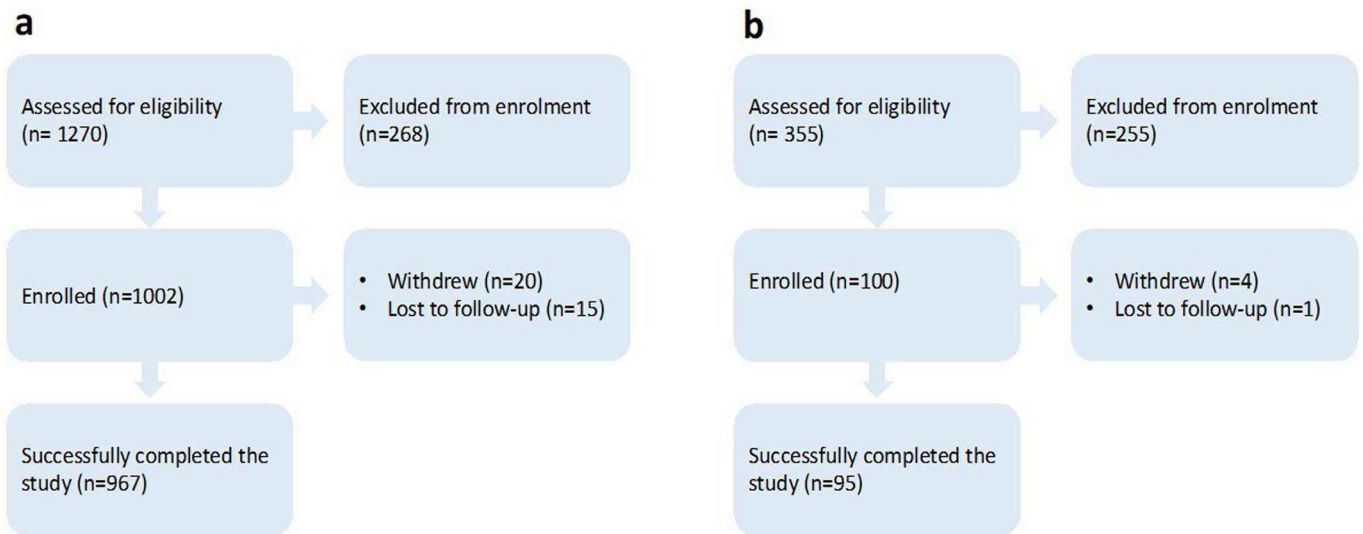 a
Assessed for eligibility
(n= 1270)
Excluded from enrolment
(n=268)
Enrolled (n=1002)
• Withdrew (n=20)
• Lost to follow-up (n=15)
Successfully completed the
study (n=967)
b
Assessed for eligibility
(n= 355)
Excluded from enrolment
(n=255)
Enrolled (n=100)
• Withdrew (n=4)
• Lost to follow-up (n=1)
Successfully completed the
study (n=95)